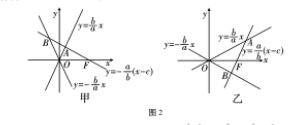 y
y=b/a x
B
A
O
F
x
y=-b/a x
y=-a/b(x-c)
甲
y
y=-b/a x
y=b/a x
A
y=a/b(x-c)
O
F
x
B
乙
图 2